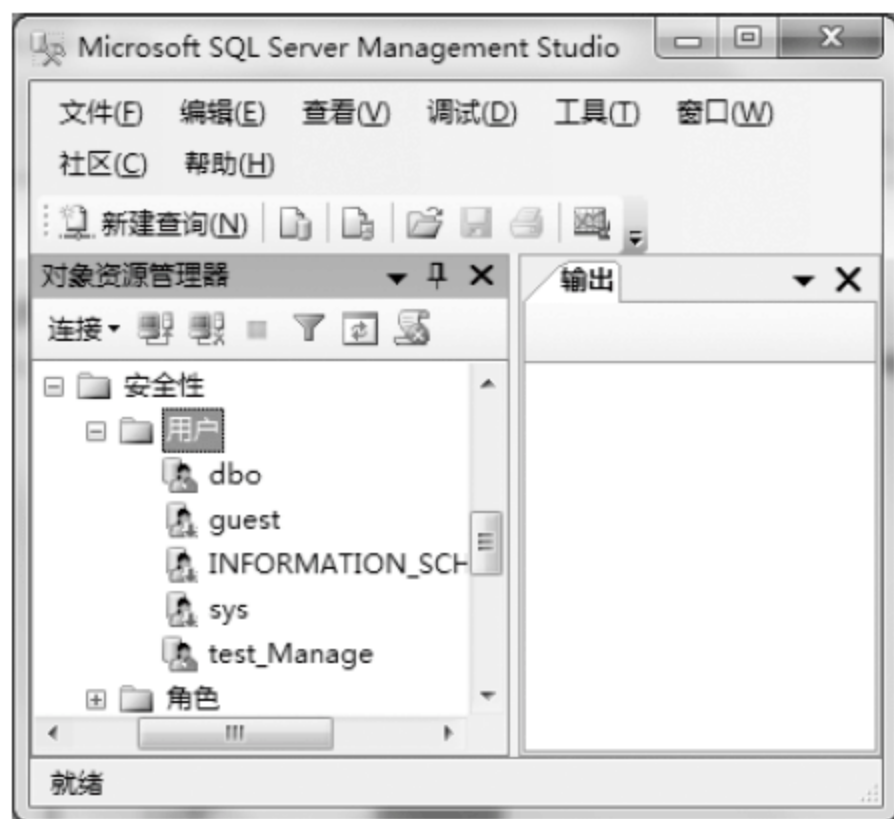 Microsoft SQL Server Management Studio
文件(F) 编辑(E) 查看(V) 调试(D) 工具(T) 窗口(W)
社区(C) 帮助(H)
新建查询(N)
对象资源管理器
输出
连接
安全性
用户
dbo
guest
INFORMATION_SCH
sys
test_Manage
角色
就绪